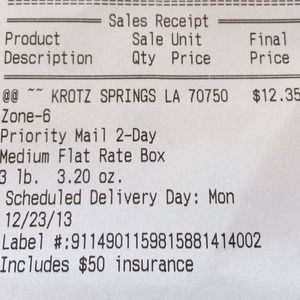 Sales Receipt
Product Sale Unit Final
Description Qty Price Price
@@ ~~ KROTZ SPRINGS LA 70750 $12.35
Zone-6
Priority Mail 2-Day
Medium Flat Rate Box
3 lb. 3.20 oz.
Scheduled Delivery Day: Mon
12/23/13
Label #:9114901159815881414002
Includes $50 insurance